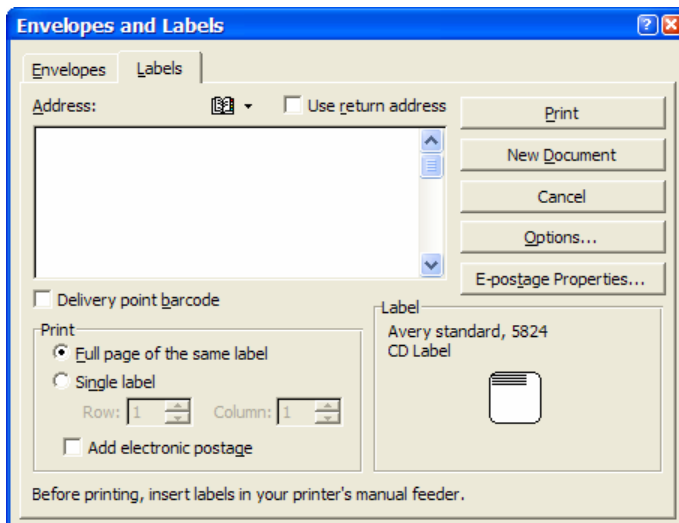 Envelopes and Labels
Envelopes
Labels
Address:
Use return address
Print
New Document
Cancel
Options...
E-postage Properties...
Delivery point barcode
Print
Full page of the same label
Single label
Row: 1 Column: 1
Add electronic postage
Label
Avery standard, 5824
CD Label
Before printing, insert labels in your printer's manual feeder.